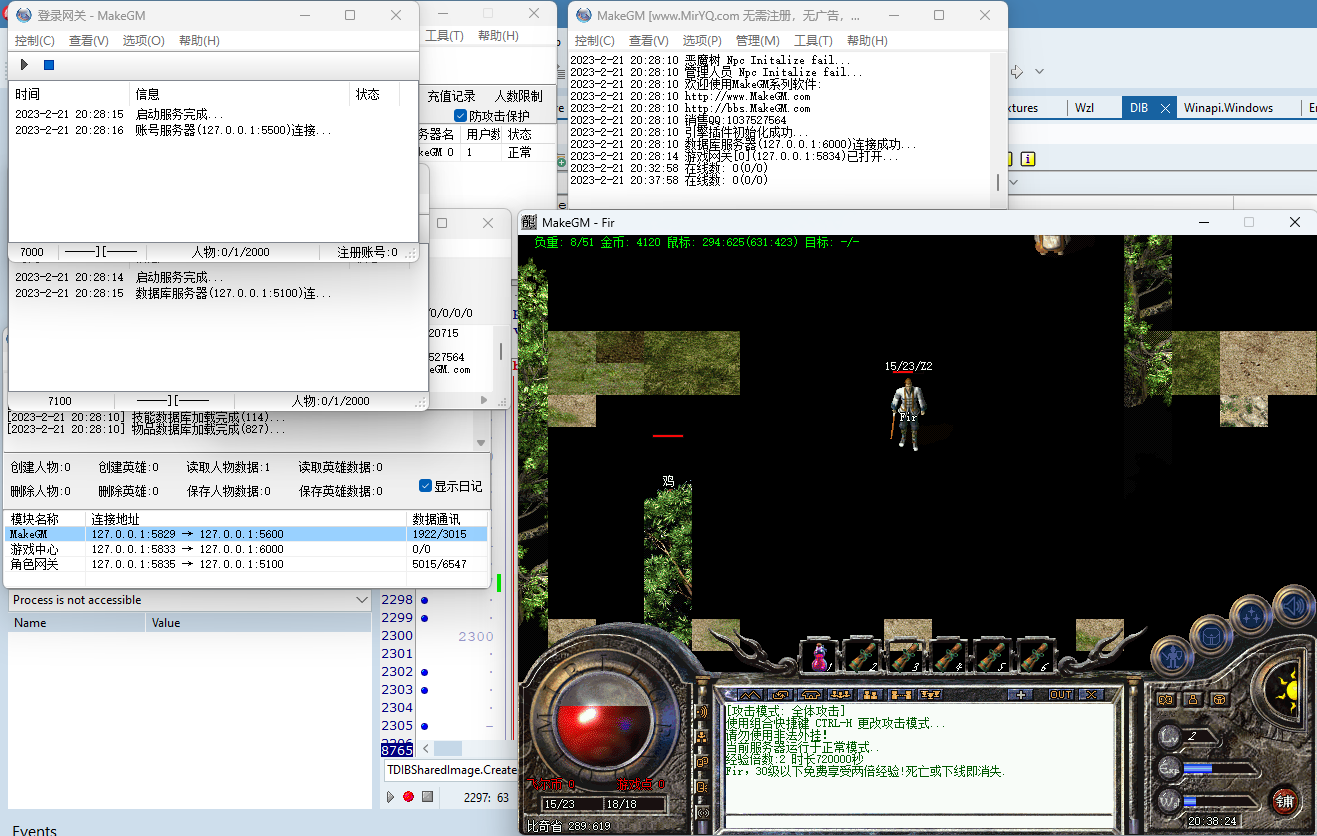 登录网关 - MakeGM
控制(C) 查看(V) 选项(O) 帮助(H)
时间 信息 状态
2023-2-21 20:28:15 启动服务完成...
2023-2-21 20:28:16 账号服务器(127.0.0.1:5500)连接...
7000 ———][——— 人物:0/1/2000 注册账号:0
2023-2-21 20:28:14 启动服务完成...
2023-2-21 20:28:15 数据库服务器(127.0.0.1:5100)连...
7100 ———][——— 人物:0/1/2000
工具(T) 帮助(H)
充值记录 人数限制
防攻击保护
务器名 用户数 状态
keGM 0 1 正常
/0/0/0/0
20715
527564
eGM.com
[2023-2-21 20:28:10] 技能数据库加载完成(114)...
[2023-2-21 20:28:10] 物品数据库加载完成(827)...
创建人物:0 创建英雄:0 读取人物数据:1 读取英雄数据:0
删除人物:0 删除英雄:0 保存人物数据:0 保存英雄数据:0
显示日记
模块名称 连接地址 数据通讯
MakeGM 127.0.0.1:5829 → 127.0.0.1:5600 1922/3015
游戏中心 127.0.0.1:5833 → 127.0.0.1:6000 0/0
角色网关 127.0.0.1:5835 → 127.0.0.1:5100 5015/6547
Process is not accessible
Name Value
Events
2298
2299
2300 2300
2301
2302
2303
2304
2305
8765
TDIBSharedImage.Create
2297: 63
MakeGM [www.MirYQ.com 无需注册，无广告，...
控制(C) 查看(V) 选项(P) 管理(M) 工具(T) 帮助(H)
2023-2-21 20:28:10 恶魔树 Npc Initalize fail...
2023-2-21 20:28:10 管理人员 Npc Initalize fail...
2023-2-21 20:28:10 欢迎使用MakeGM系列软件:
2023-2-21 20:28:10 http://www.MakeGM.com
2023-2-21 20:28:10 http://bbs.MakeGM.com
2023-2-21 20:28:10 销售QQ:1037527564
2023-2-21 20:28:10 引擎插件初始化成功...
2023-2-21 20:28:10 数据库服务器(127.0.0.1:6000)连接成功...
2023-2-21 20:28:14 游戏网关[0](127.0.0.1:5834)已打开...
2023-2-21 20:32:58 在线数: 0(0/0)
2023-2-21 20:37:58 在线数: 0(0/0)
xtures Wzl DIB Winapi.Windows
MakeGM - Fir
负重: 8/51 金币: 4120 鼠标: 294:625(631:423) 目标: -/-
15/23/Z2
Fir
鸡
1 2 3 4 5 6
OUT
[攻击模式: 全体攻击]
使用组合快捷键 CTRL-H 更改攻击模式...
请勿使用非法外挂!
当前服务器运行于正常模式..
经验倍数:2 时长720000秒
Fir，30级以下免费享受两倍经验!死亡或下线即消失.
游戏点:0
15/23 18/18
比奇省 289:619
Lv 2
Exp
W
铺
20:38:24